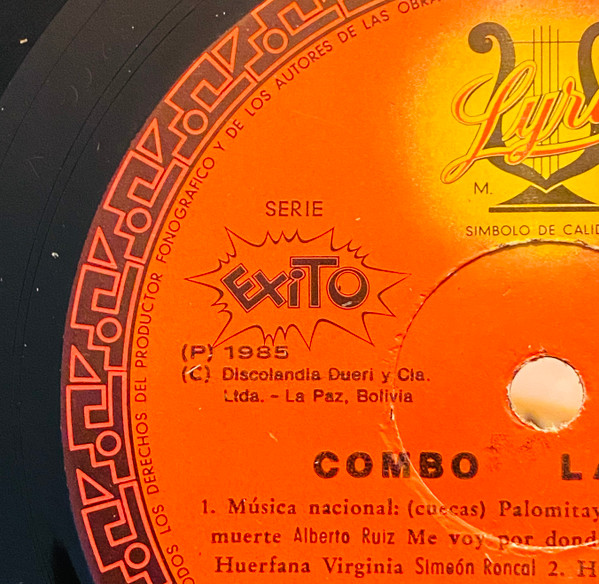 ODOS LOS DERECHOS DEL PRODUCTOR FONOGRAFICO Y DE LOS AUTORES DE LAS OBRA
Lyr
M.
SIMBOLO DE CALID
SERIE
EXITO
(P) 1985
(C) Discolandia Dueri y Cia.
Ltda. - La Paz, Bolivia
COMBO LA
1. Música nacional: (cuecas) Palomitay
muerte Alberto Ruiz Me voy por dond
Huerfana Virginia Simeón Roncal 2. H